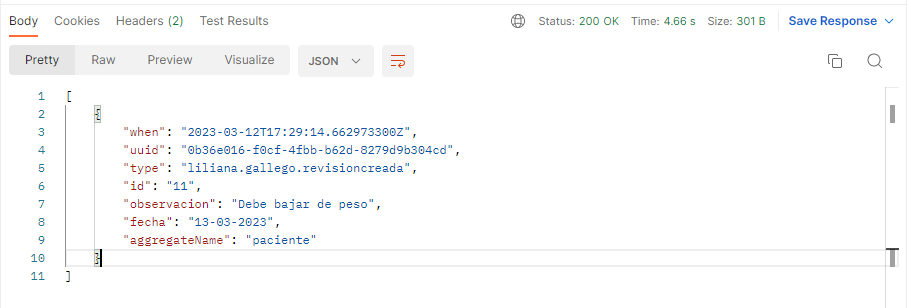 Body Cookies Headers (2) Test Results Status: 200 OK Time: 4.66 s Size: 301 B Save Response
Pretty Raw Preview Visualize JSON
1 [
2 {
3 "when": "2023-03-12T17:29:14.662973300Z",
4 "uuid": "0b36e016-f0cf-4fbb-b62d-8279d9b304cd",
5 "type": "liliana.gallego.revisioncreada",
6 "id": "11",
7 "observacion": "Debe bajar de peso",
8 "fecha": "13-03-2023",
9 "aggregateName": "paciente"
10 }
11 ]